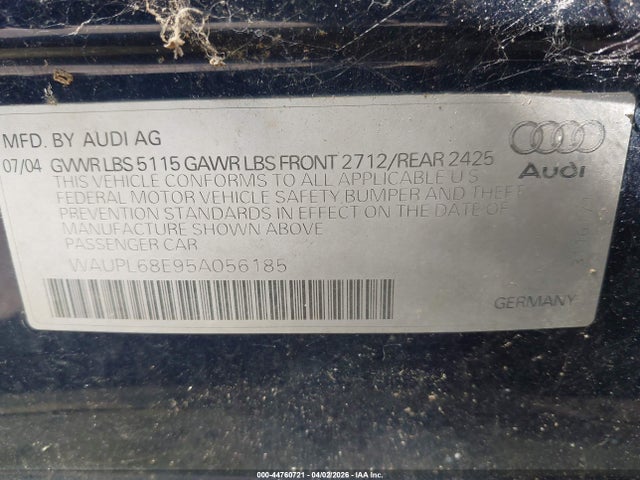 MFD. BY AUDI AG
07/04 GVWR LBS 5115 GAWR LBS FRONT 2712/REAR 2425
THIS VEHICLE CONFORMS TO ALL APPLICABLE U S
FEDERAL MOTOR VEHICLE SAFETY BUMPER AND THEFT
PREVENTION STANDARDS IN EFFECT ON THE DATE OF
MANUFACTURE SHOWN ABOVE
PASSENGER CAR
WAUPL68E95A056185
Audi
GERMANY
000-44760721 - 04/02/2026 - IAA Inc.